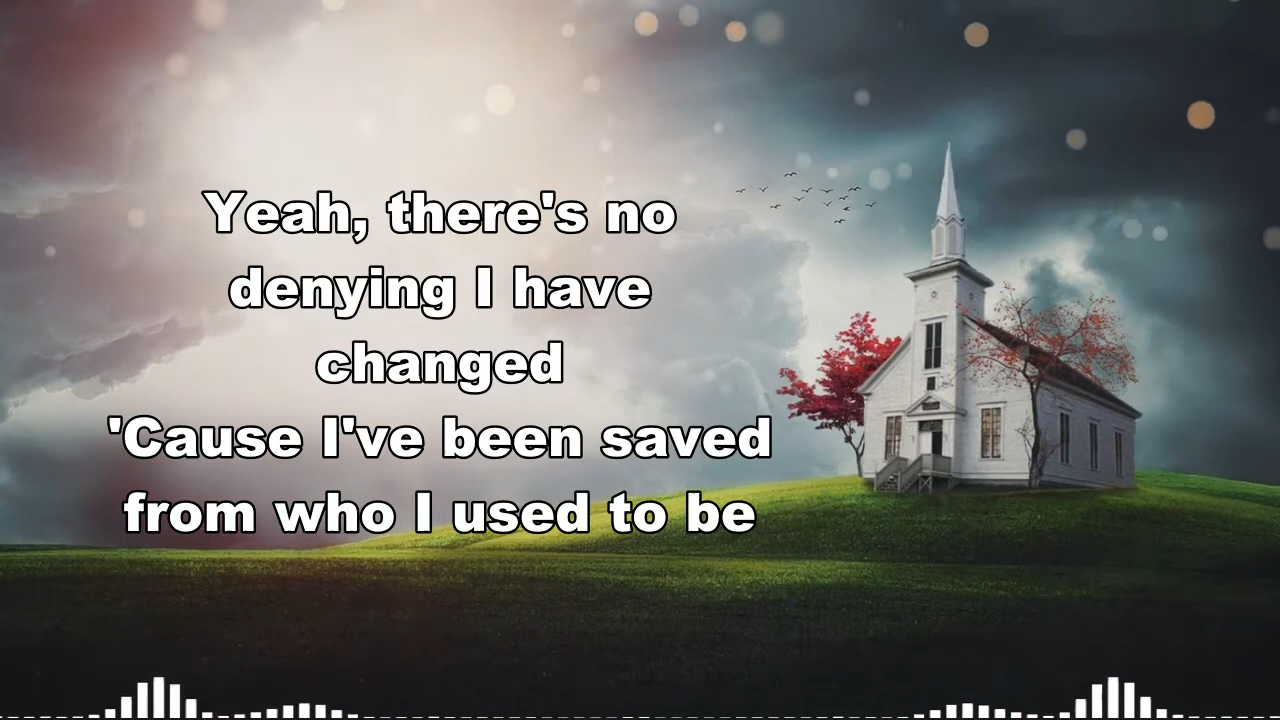 Yeah, there's no
denying I have
changed
'Cause I've been saved
from who I used to be